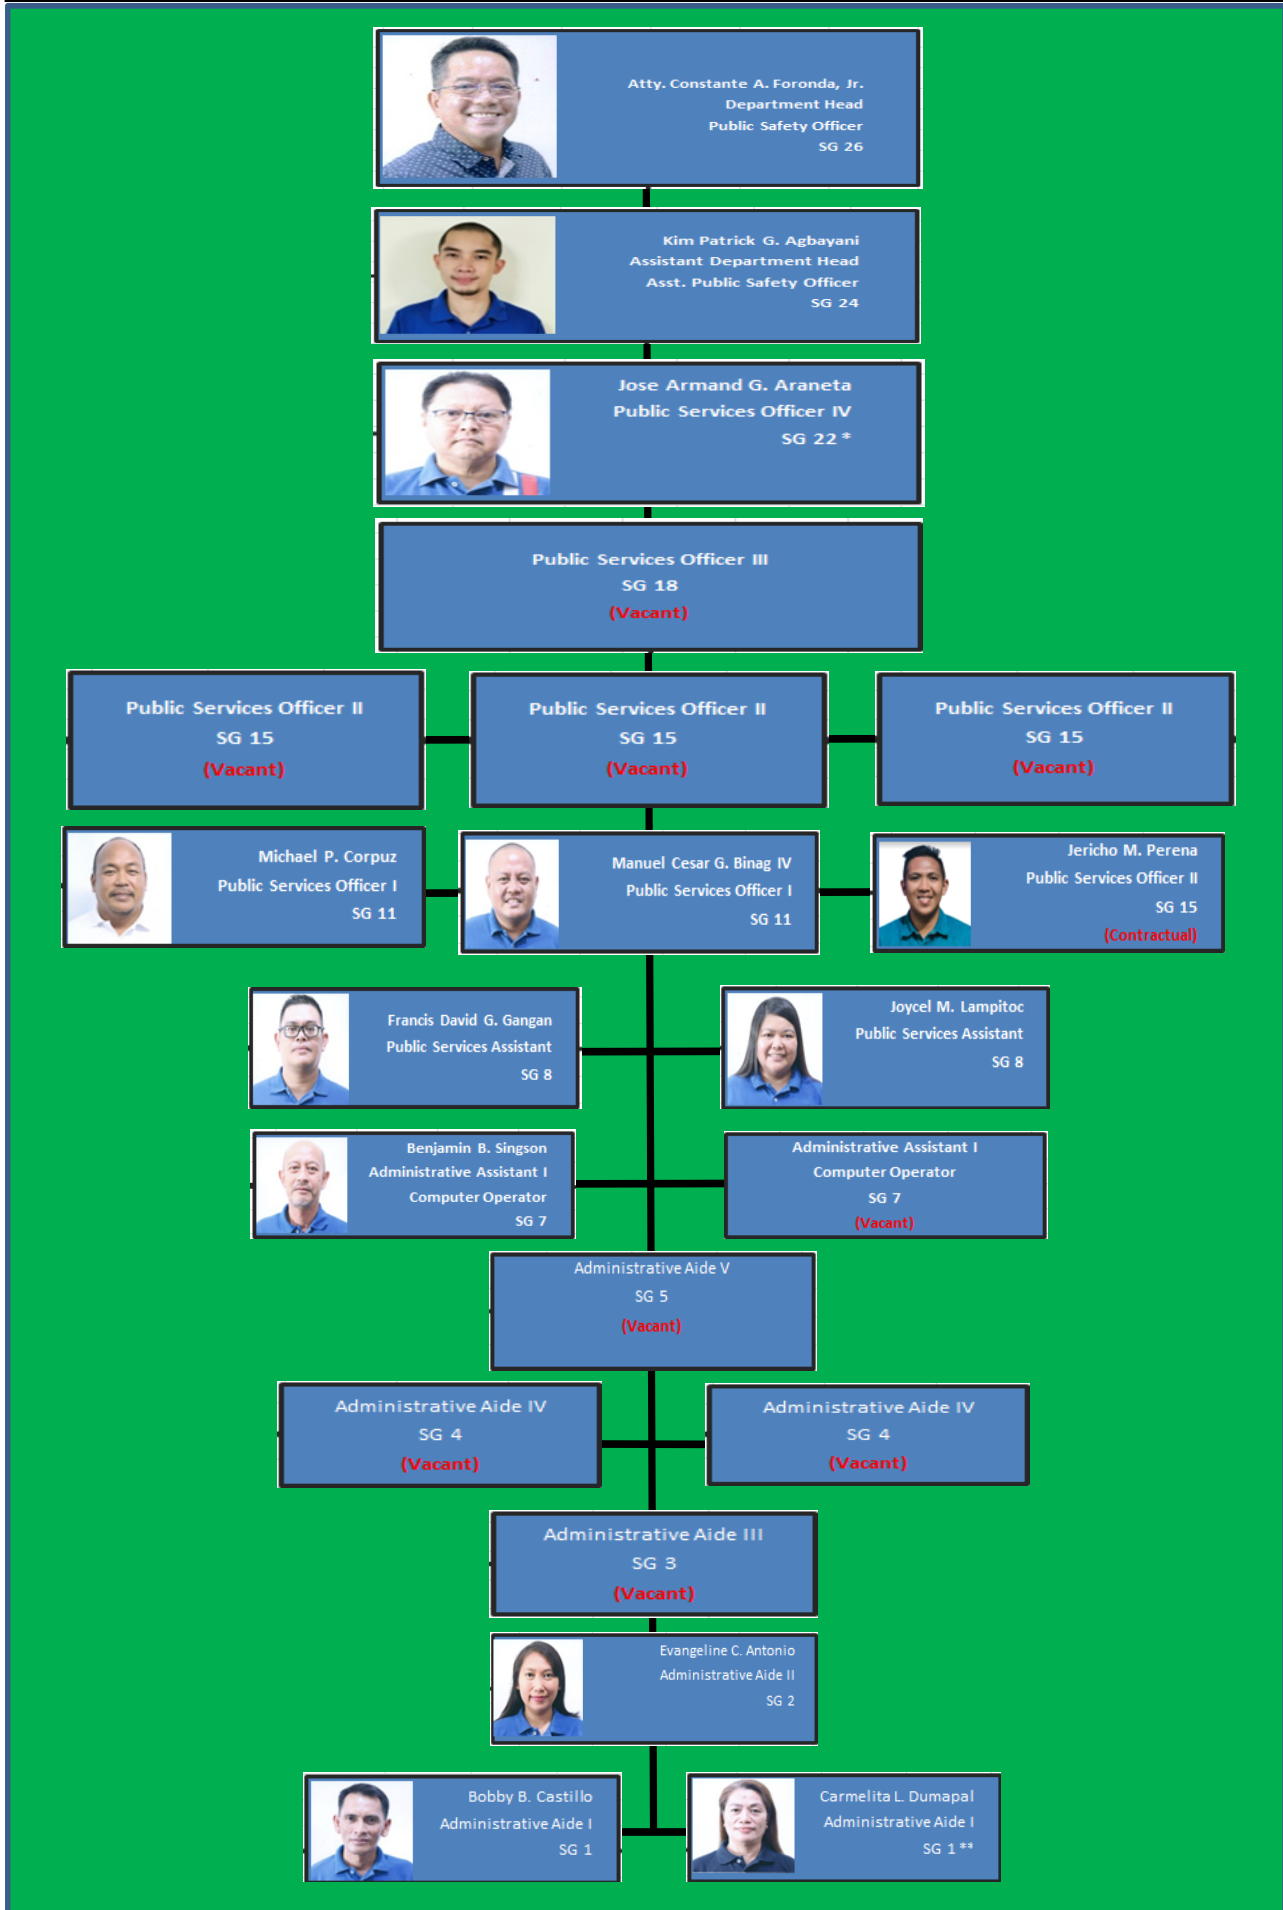 Atty. Constante A. Foronda, Jr.
Department Head
Public Safety Officer
SG 26
Kim Patrick G. Agbayani
Assistant Department Head
Asst. Public Safety Officer
SG 24
Jose Armand G. Araneta
Public Services Officer IV
SG 22 *
Public Services Officer III
SG 18
(Vacant)
Public Services Officer II
SG 15
(Vacant)
Public Services Officer II
SG 15
(Vacant)
Public Services Officer II
SG 15
(Vacant)
Michael P. Corpuz
Public Services Officer I
SG 11
Manuel Cesar G. Binag IV
Public Services Officer I
SG 11
Jericho M. Perena
Public Services Officer II
SG 15
(Contractual)
Francis David G. Gangan
Public Services Assistant
SG 8
Joycel M. Lampitoc
Public Services Assistant
SG 8
Benjamin B. Singson
Administrative Assistant I
Computer Operator
SG 7
Administrative Assistant I
Computer Operator
SG 7
(Vacant)
Administrative Aide V
SG 5
(Vacant)
Administrative Aide IV
SG 4
(Vacant)
Administrative Aide IV
SG 4
(Vacant)
Administrative Aide III
SG 3
(Vacant)
Evangeline C. Antonio
Administrative Aide II
SG 2
Bobby B. Castillo
Administrative Aide I
SG 1
Carmelita L. Dumapal
Administrative Aide I
SG 1 **